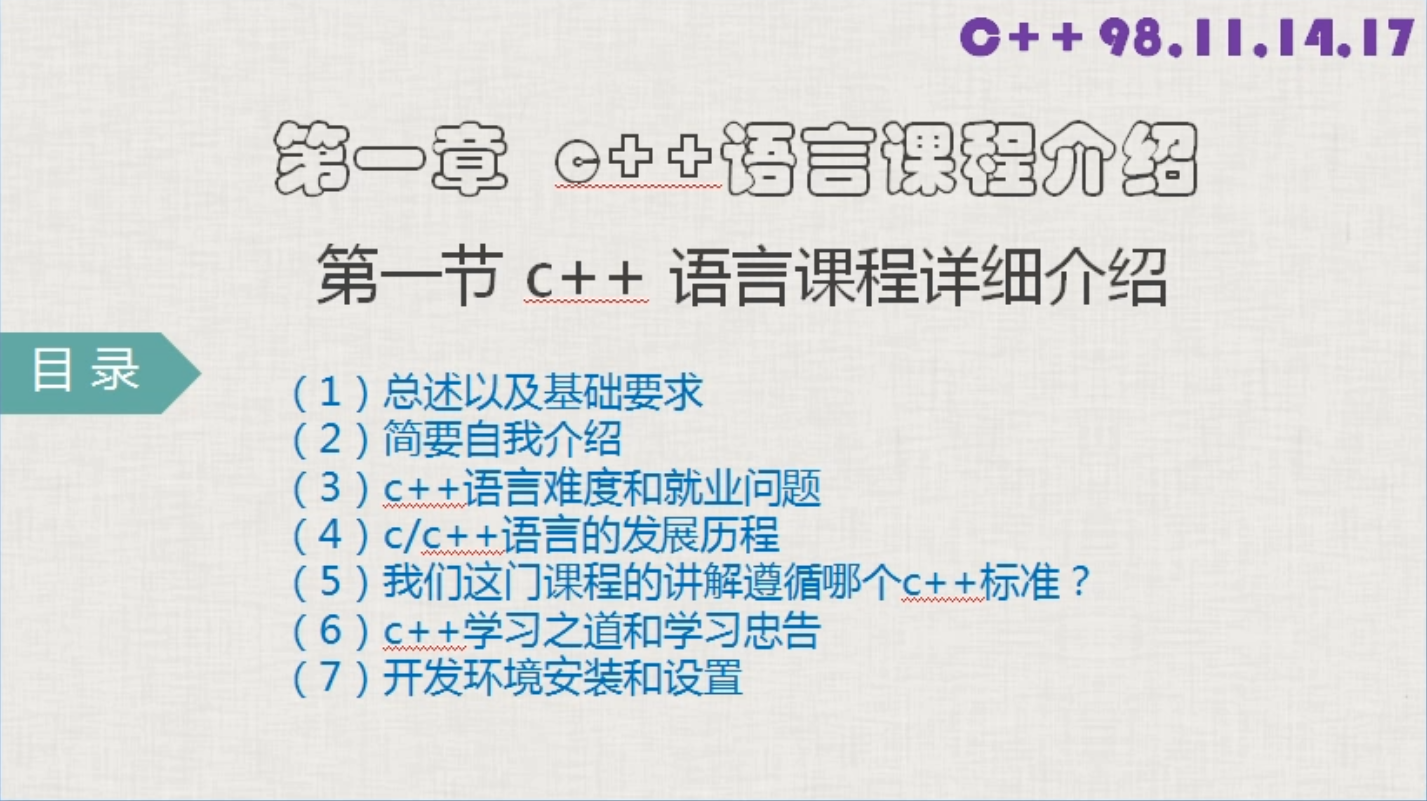 C++ 98.11.14.17
第一章 c++语言课程介绍
第一节 c++ 语言课程详细介绍
目 录
（1）总述以及基础要求
（2）简要自我介绍
（3）c++语言难度和就业问题
（4）c/c++语言的发展历程
（5）我们这门课程的讲解遵循哪个c++标准？
（6）c++学习之道和学习忠告
（7）开发环境安装和设置